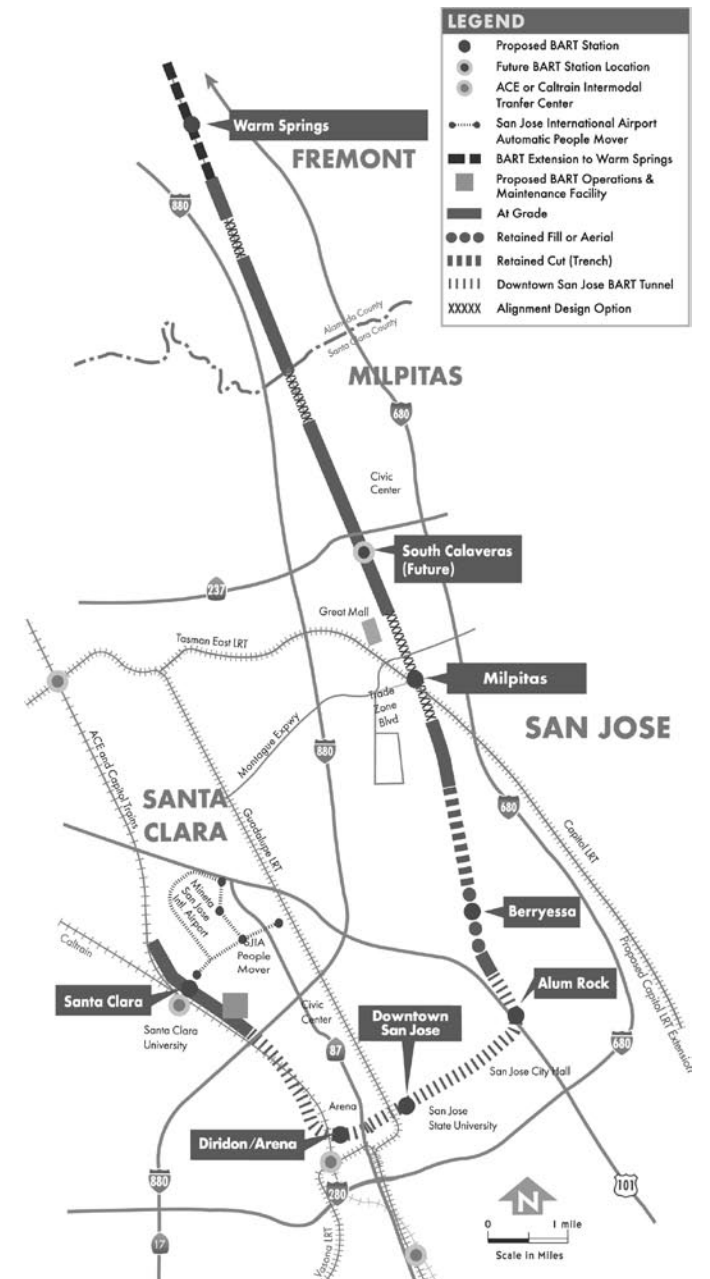 LEGEND
Proposed BART Station
Future BART Station Location
ACE or Caltrain Intermodal
Tranfer Center
San Jose International Airport
Automatic People Mover
BART Extension to Warm Springs
Proposed BART Operations &
Maintenance Facility
At Grade
Retained Fill or Aerial
Retained Cut (Trench)
Downtown San Jose BART Tunnel
XXXXX Alignment Design Option
Warm Springs
FREMONT
880
Alameda County
Santa Clara County
MILPITAS
680
Civic
Center
South Calaveras
(Future)
237
Great Mall
Tasman East LRT
Milpitas
Trade
Zone
Blvd
SAN JOSE
Montague Expwy
880
ACE and Capitol Trains
SANTA
CLARA
Guadalupe LRT
680
Capitol LRT
Mineta
San Jose
Intl. Airport
Berryessa
Caltrain
SJIA
People
Mover
Proposed Capitol LRT Extension
Alum Rock
Santa Clara
Civic
Center
Downtown
San Jose
Santa Clara
University
87
680
San Jose City Hall
Arena
San Jose
State University
Diridon/Arena
880
280
101
N
0 1 mile
Scale in Miles
17
Vasona LRT